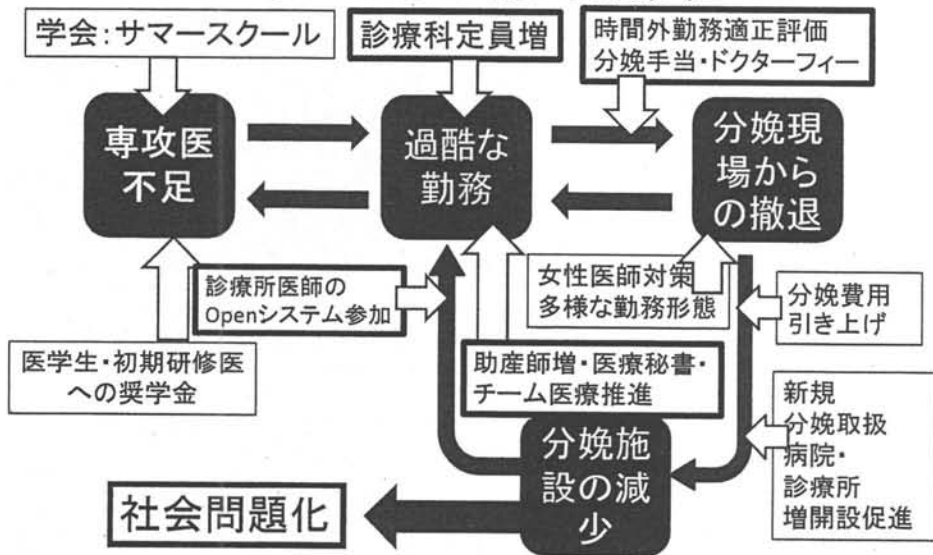 学会:サマースクール
診療科定員増
時間外勤務適正評価
分娩手当・ドクターフィー
専攻医
不足
過酷な
勤務
分娩現
場から
の撤退
診療所医師の
Openシステム参加
女性医師対策
多様な勤務形態
分娩費用
引き上げ
医学生・初期研修医
への奨学金
助産師増・医療秘書・
チーム医療推進
新規
分娩取扱
病院・
診療所
増開設促進
分娩施
設の減
少
社会問題化